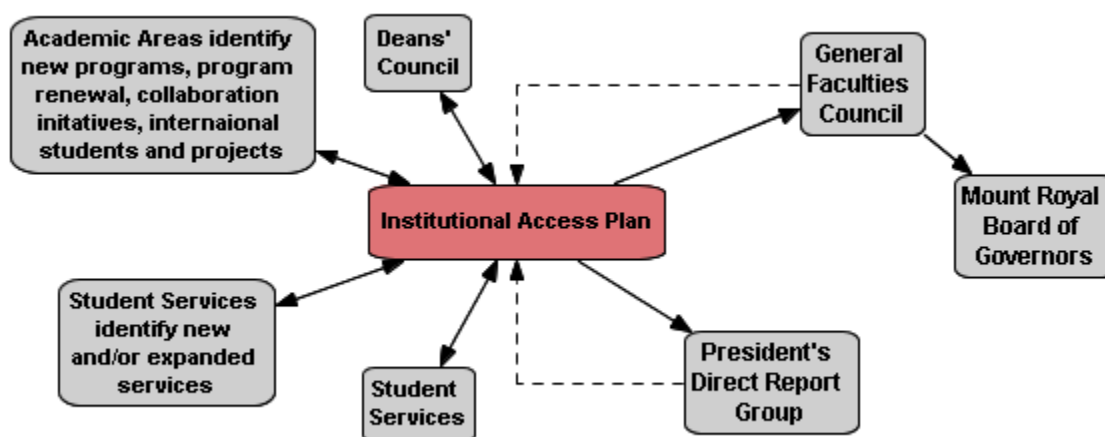 Academic Areas identify
new programs, program
renewal, collaboration
initatives, internaional
students and projects
Deans'
Council
General
Faculties
Council
Institutional Access Plan
Mount Royal
Board of
Governors
Student Services
identify new
and/or expanded
services
Student
Services
President's
Direct Report
Group